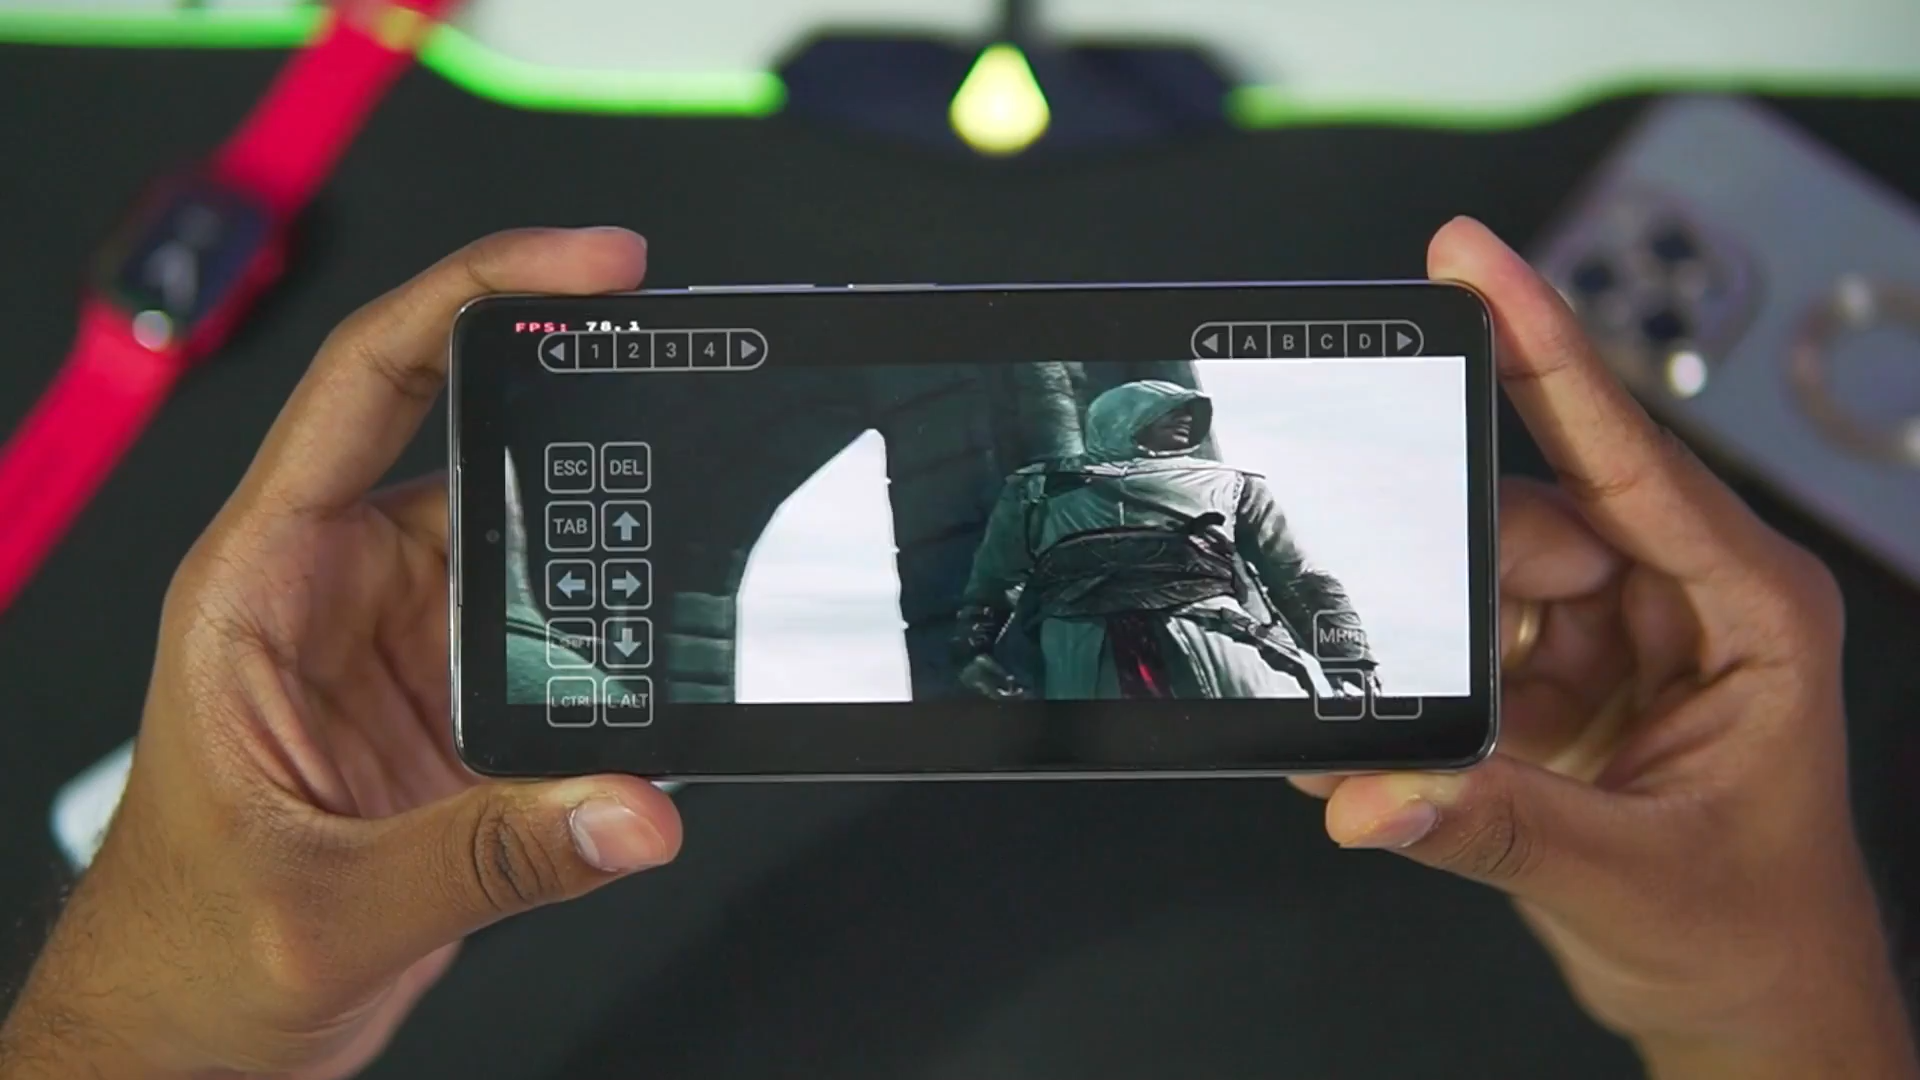 FPS: 78.1
1 2 3 4
A B C D
ESC DEL
TAB
L CTRL L ALT